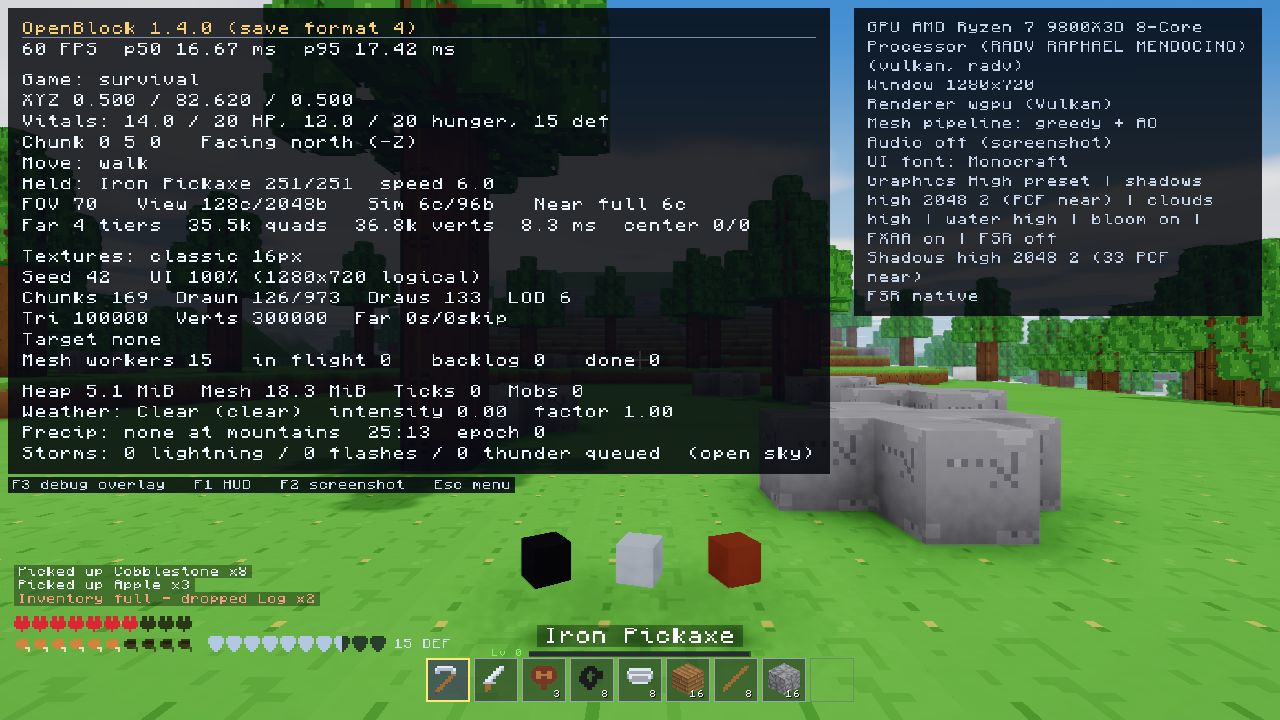 OpenBlock 1.4.0 (save format 4)
60 FPS  p50 16.67 ms  p95 17.42 ms
Game: survival
XYZ 0.500 / 82.620 / 0.500
Vitals: 14.0 / 20 HP, 12.0 / 20 hunger, 15 def
Chunk 0 5 0   Facing north (-Z)
Move: walk
Held: Iron Pickaxe 251/251  speed 6.0
FOV 70   View 128c/2048b   Sim 6c/96b   Near full 6c
Far 4 tiers  35.5k quads  36.8k verts  8.3 ms  center 0/0
Textures: classic 16px
Seed 42   UI 100% (1280x720 logical)
Chunks 169  Drawn 126/973  Draws 133  LOD 6
Tri 100000  Verts 300000  Far 0s/0skip
Target none
Mesh workers 15   in flight 0   backlog 0   done 0
Heap 5.1 MiB  Mesh 18.3 MiB  Ticks 0  Mobs 0
Weather: Clear (clear)  intensity 0.00  factor 1.00
Precip: none at mountains  25:13  epoch 0
Storms: 0 lightning / 0 flashes / 0 thunder queued  (open sky)
F3 debug overlay   F1 HUD   F2 screenshot   Esc menu
GPU AMD Ryzen 7 9800X3D 8-Core
Processor (RADV RAPHAEL MENDOCINO)
(vulkan, radv)
Window 1280x720
Renderer wgpu (Vulkan)
Mesh pipeline: greedy + AO
Audio off (screenshot)
UI font: Monocraft
Graphics High preset | shadows
high 2048 2 (PCF near) | clouds
high | water high | bloom on |
FXAA on | FSR off
Shadows high 2048 2 (33 PCF
near)
FSR native
Picked up Cobblestone x8
Picked up Apple x3
Inventory full - dropped Log x2
15 DEF
Iron Pickaxe
Lv 0
3
8
8
16
8
16